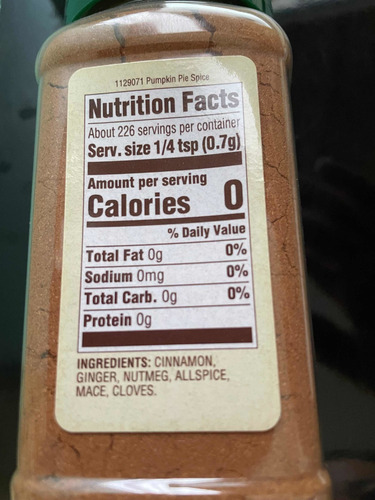 1129071 Pumpkin Pie Spice
Nutrition Facts
About 226 servings per container
Serv. size 1/4 tsp (0.7g)
Amount per serving
Calories 0
% Daily Value
Total Fat 0g 0%
Sodium 0mg 0%
Total Carb. 0g 0%
Protein 0g
INGREDIENTS: CINNAMON,
GINGER, NUTMEG, ALLSPICE,
MACE, CLOVES.